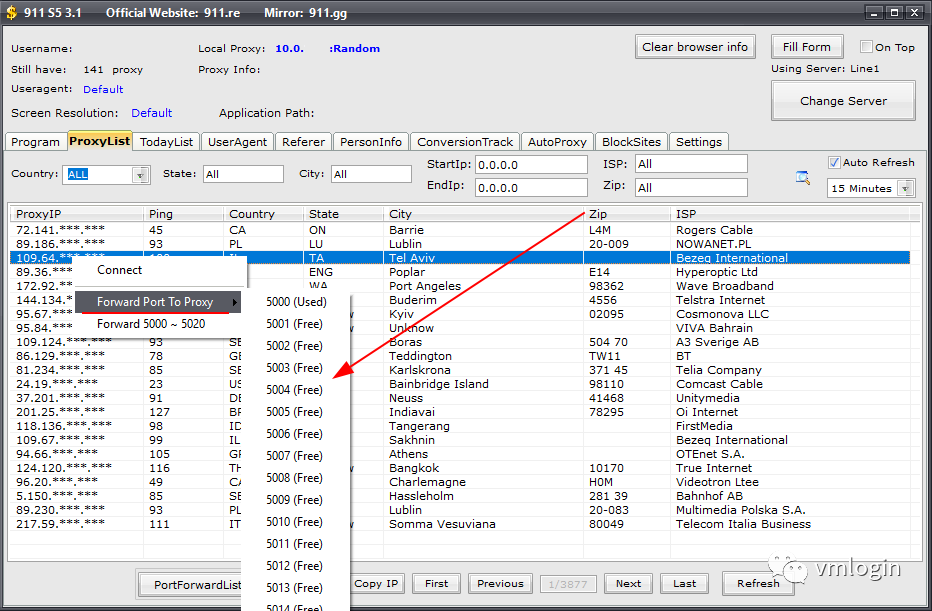 $ 911 S5 3.1 Official Website: 911.re Mirror: 911.gg
Username: Local Proxy: 10.0. :Random Clear browser info Fill Form On Top
Still have: 141 proxy Proxy Info: Using Server: Line1
Useragent: Default Change Server
Screen Resolution: Default Application Path:
Program ProxyList TodayList UserAgent Referer PersonInfo ConversionTrack AutoProxy BlockSites Settings
Country: ALL State: All City: All StartIp: 0.0.0.0 ISP: All Auto Refresh
EndIp: 0.0.0.0 Zip: All 15 Minutes
ProxyIP Ping Country State City Zip ISP
72.141.***.*** 45 CA ON Barrie L4M Rogers Cable
89.186.***.*** 93 PL LU Lublin 20-009 NOWANET.PL
109.64. TA Tel Aviv Bezeq International
89.36.*** ENG Poplar E14 Hyperoptic Ltd
172.92.** WA Port Angeles 98362 Wave Broadband
144.134.* Buderim 4556 Telstra Internet
95.67.*** Kyiv 02095 Cosmonova LLC
95.84.*** Unknow VIVA Bahrain
109.124.***.*** 93 SE Boras 504 70 A3 Sverige AB
86.129.***.*** 78 Teddington TW11 BT
81.234.***.*** 85 SE Karlskrona 371 45 Telia Company
24.19.***.*** 23 US Bainbridge Island 98110 Comcast Cable
37.201.***.*** 91 DE Neuss 41468 Unitymedia
201.25.***.*** 127 BR Indiavai 78295 Oi Internet
118.136.***.*** 98 ID Tangerang FirstMedia
109.67.***.*** 99 IL Sakhnin Bezeq International
94.66.***.*** 105 GR Athens OTEnet S.A.
124.120.***.*** 116 TH Bangkok 10170 True Internet
96.20.***.*** 49 CA Charlemagne H0M Videotron Ltee
5.150.***.*** 85 SE Hassleholm 281 39 Bahnhof AB
89.230.***.*** 93 PL Lublin 20-083 Multimedia Polska S.A.
217.59.***.*** 111 IT Somma Vesuviana 80049 Telecom Italia Business
Connect
Forward Port To Proxy
Forward 5000 ~ 5020
5000 (Used)
5001 (Free)
5002 (Free)
5003 (Free)
5004 (Free)
5005 (Free)
5006 (Free)
5007 (Free)
5008 (Free)
5009 (Free)
5010 (Free)
5011 (Free)
5012 (Free)
5013 (Free)
5014 (Free)
PortForwardList Copy IP First Previous 1/3877 Next Last Refresh
vmlogin